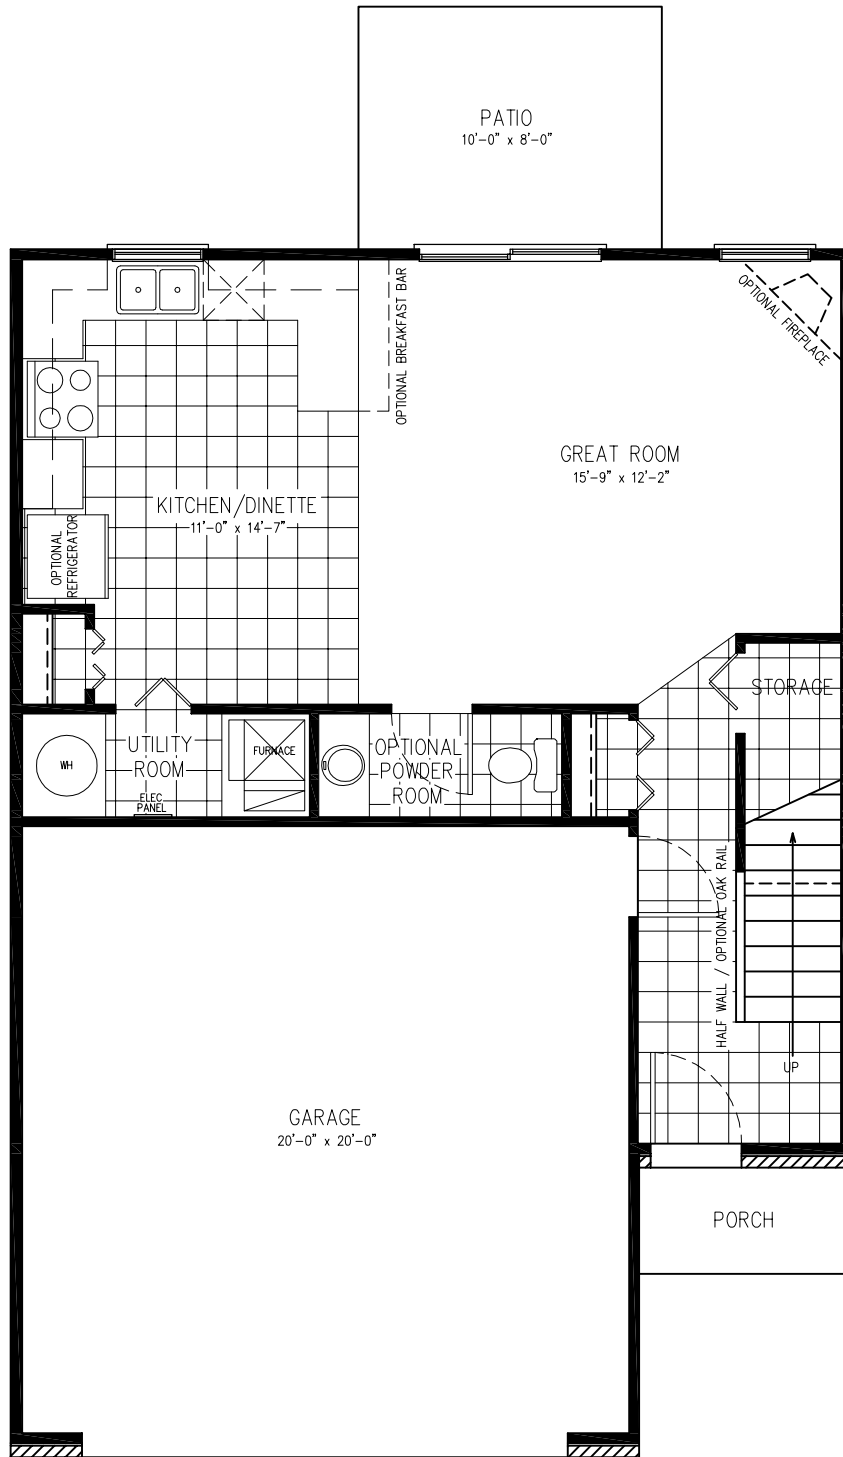 PATIO
10'-0" x 8'-0"
OPTIONAL BREAKFAST BAR
OPTIONAL FIREPLACE
GREAT ROOM
15'-9" x 12'-2"
KITCHEN/DINETTE
11'-0" x 14'-7"
OPTIONAL
REFRIGERATOR
STORAGE
UTILITY
ROOM
WH
FURNACE
ELEC
PANEL
OPTIONAL
POWDER
ROOM
HALF WALL / OPTIONAL OAK RAIL
UP
GARAGE
20'-0" x 20'-0"
PORCH